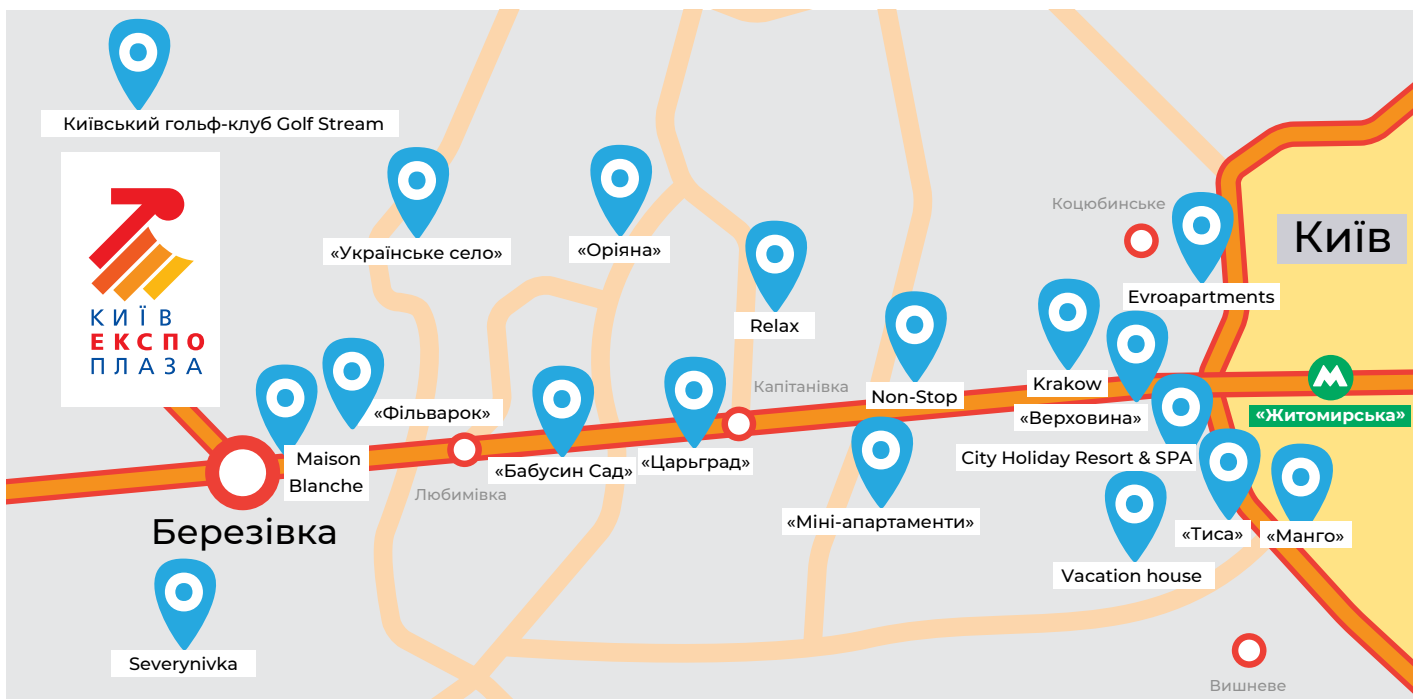 Київський гольф-клуб Golf Stream
КИЇВ
ЕКСПО
ПЛАЗА
«Українське село»
«Оріяна»
Relax
Коцюбинське
Київ
Evroapartments
Krakow
Non-Stop
Капітанівка
«Верховина»
«Житомирська»
«Фільварок»
Maison
Blanche
«Бабусин Сад»
«Царьград»
City Holiday Resort & SPA
Любимівка
Березівка
«Міні-апартаменти»
«Тиса»
«Манго»
Vacation house
Severynivka
Вишневе